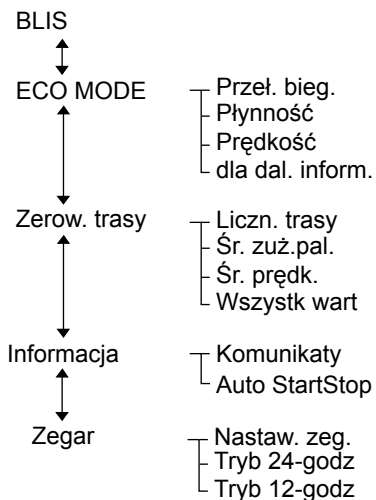 BLIS
ECO MODE
Przeł. bieg.
Płynność
Prędkość
dla dal. inform.
Zerow. trasy
Liczn. trasy
Śr. zuż.pal.
Śr. prędk.
Wszystk wart
Informacja
Komunikaty
Auto StartStop
Zegar
Nastaw. zeg.
Tryb 24-godz
Tryb 12-godz